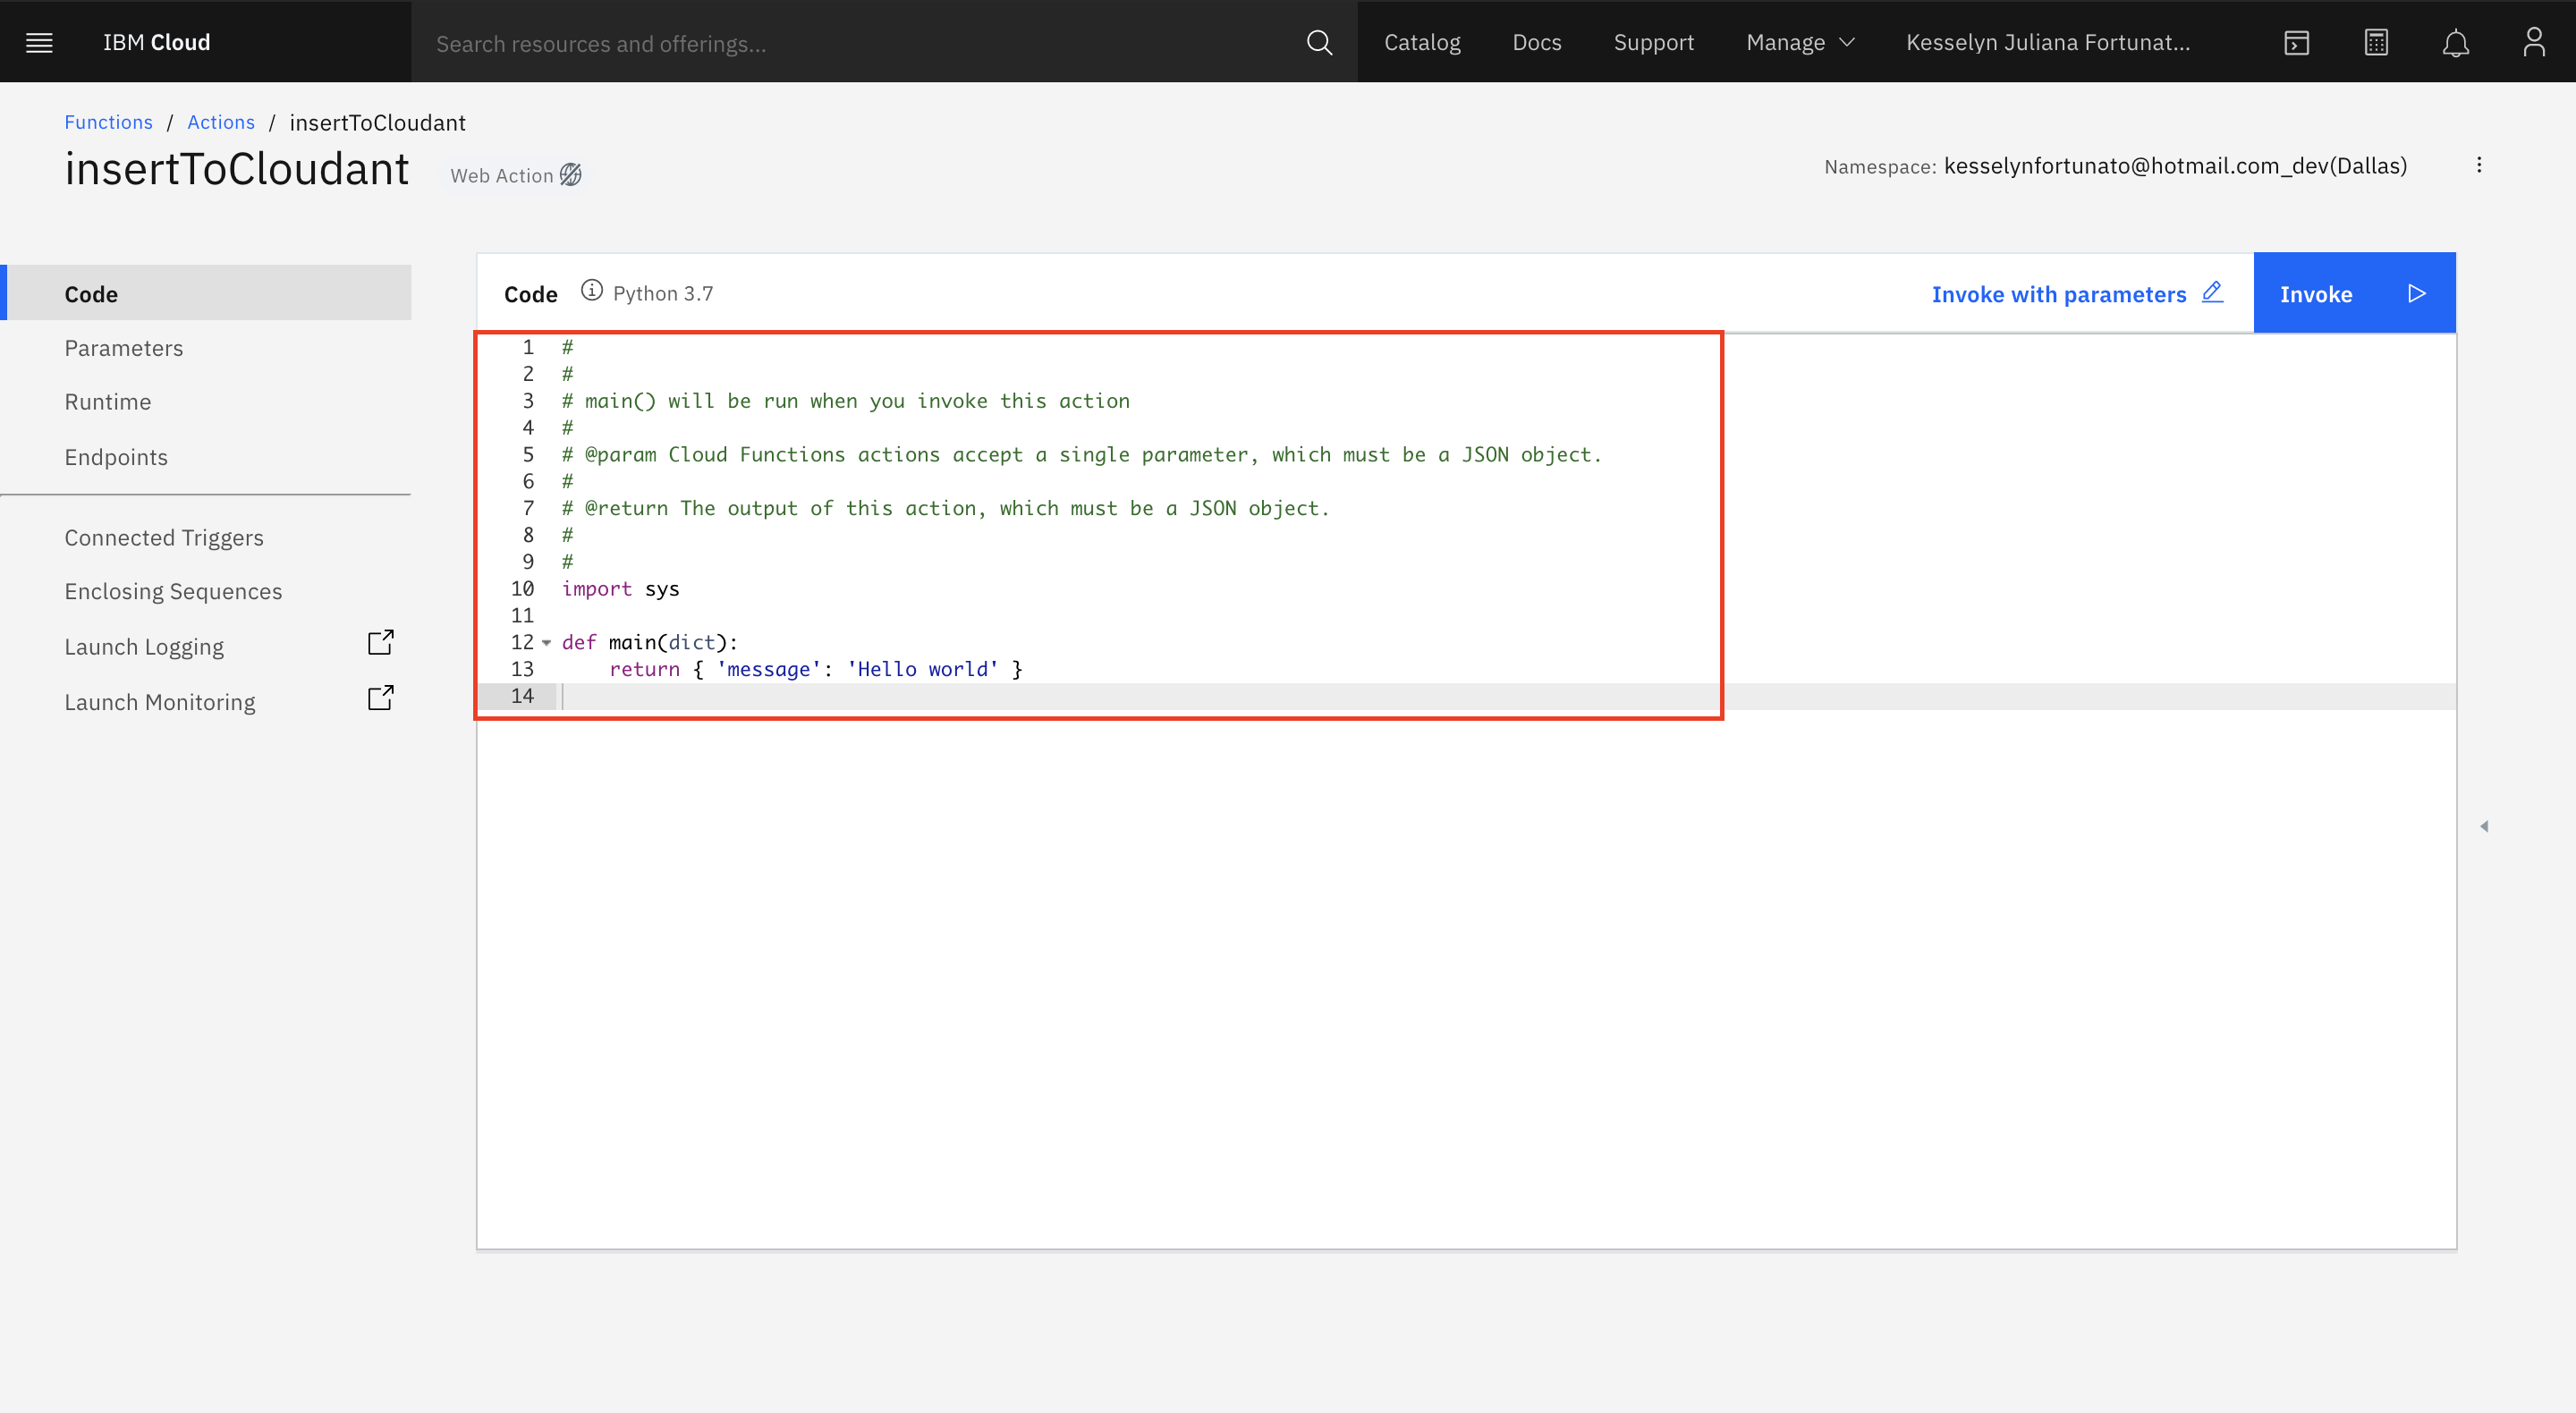 IBM Cloud
Search resources and offerings...
Catalog
Docs
Support
Manage
Kesselyn Juliana Fortunat...
Functions / Actions / insertToCloudant
insertToCloudant
Web Action
Namespace: kesselynfortunato@hotmail.com_dev(Dallas)
Code
Parameters
Runtime
Endpoints
Connected Triggers
Enclosing Sequences
Launch Logging
Launch Monitoring
Code
Python 3.7
Invoke with parameters
Invoke
1 #
2 #
3 # main() will be run when you invoke this action
4 #
5 # @param Cloud Functions actions accept a single parameter, which must be a JSON object.
6 #
7 # @return The output of this action, which must be a JSON object.
8 #
9 #
10 import sys
11
12 def main(dict):
13     return { 'message': 'Hello world' }
14